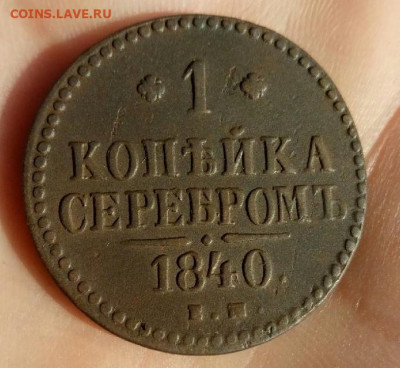 COINS.LAVE.RU
1
КОПѢЙКА
СЕРЕБРОМЪ
1840.